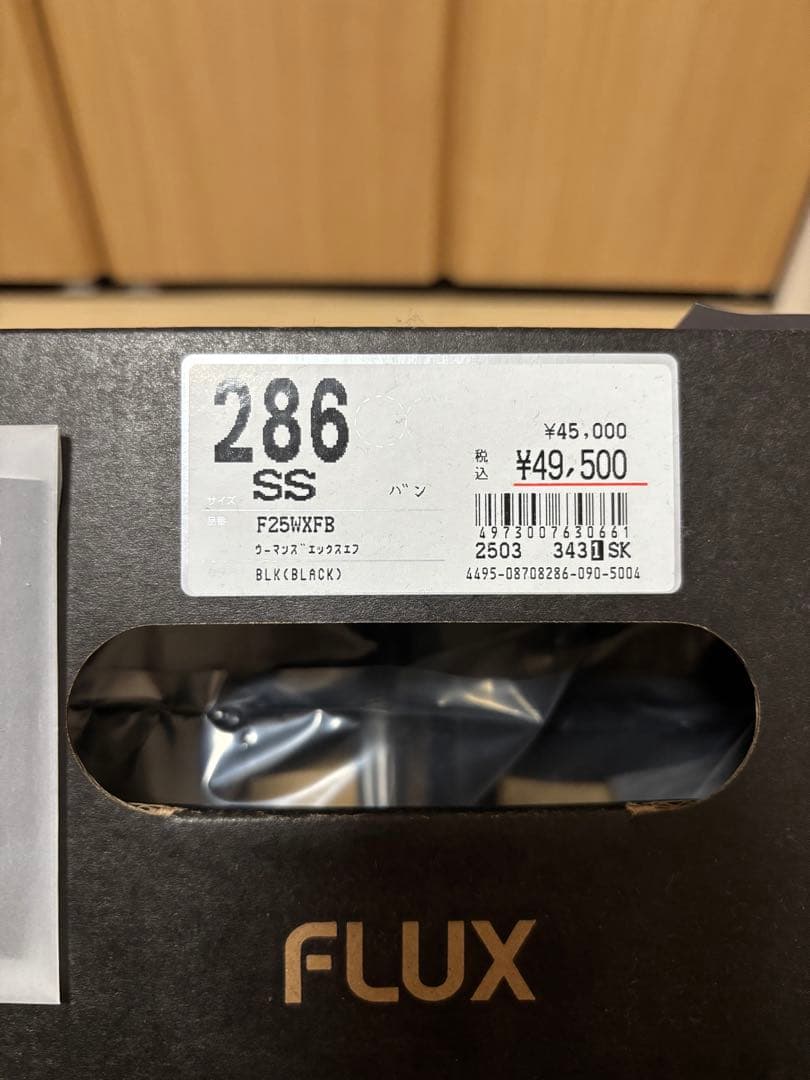 286
¥45,000
税込 ¥49,500
サイズ SS バン
4973007630661
品番 F25WXFB
ウーマンズエックスエフ
2503 343 1 SK
BLK(BLACK)
4495-08708286-090-5004
FLUX